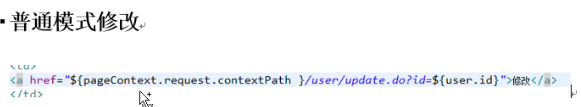 普通模式修改
<td>
<a href="${pageContext.request.contextPath }/user/update.do?id=${user.id}">修改</a>
</td>